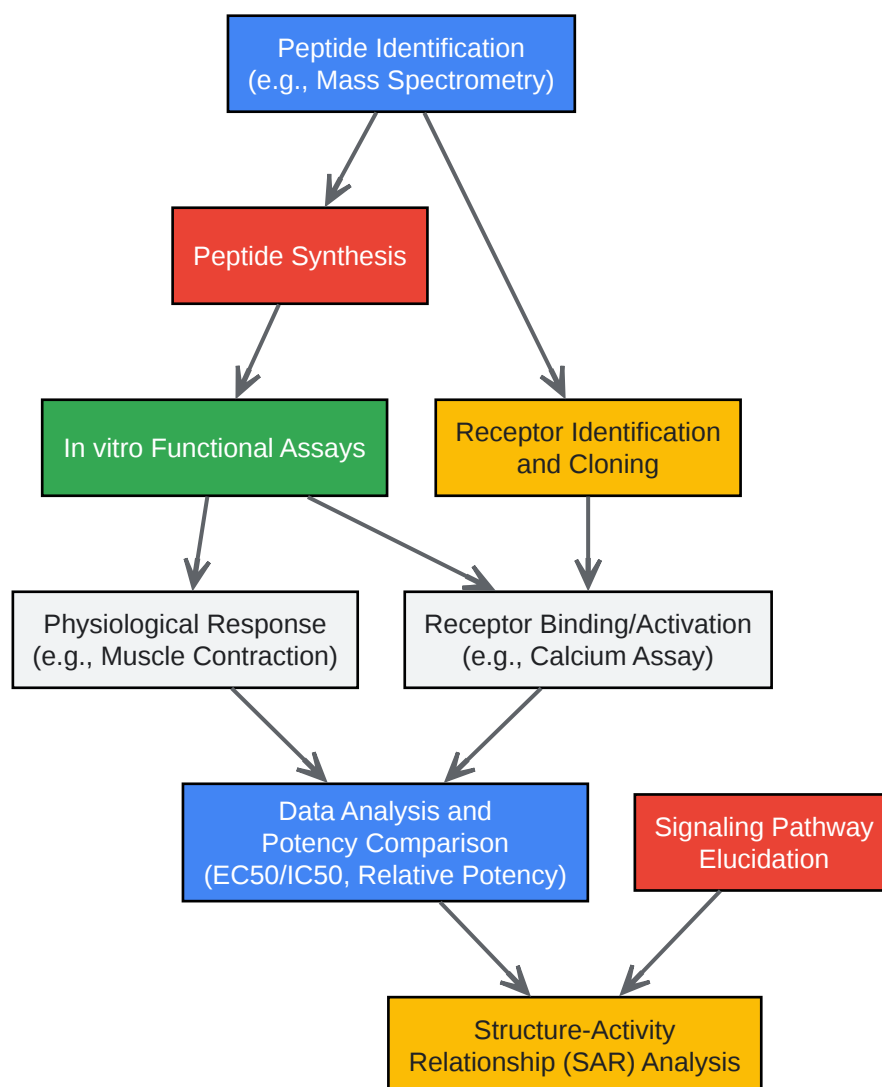 Peptide Identification
(e.g., Mass Spectrometry)
Peptide Synthesis
In vitro Functional Assays
Receptor Identification
and Cloning
Physiological Response
(e.g., Muscle Contraction)
Receptor Binding/Activation
(e.g., Calcium Assay)
Data Analysis and
Potency Comparison
(EC50/IC50, Relative Potency)
Signaling Pathway
Elucidation
Structure-Activity
Relationship (SAR) Analysis